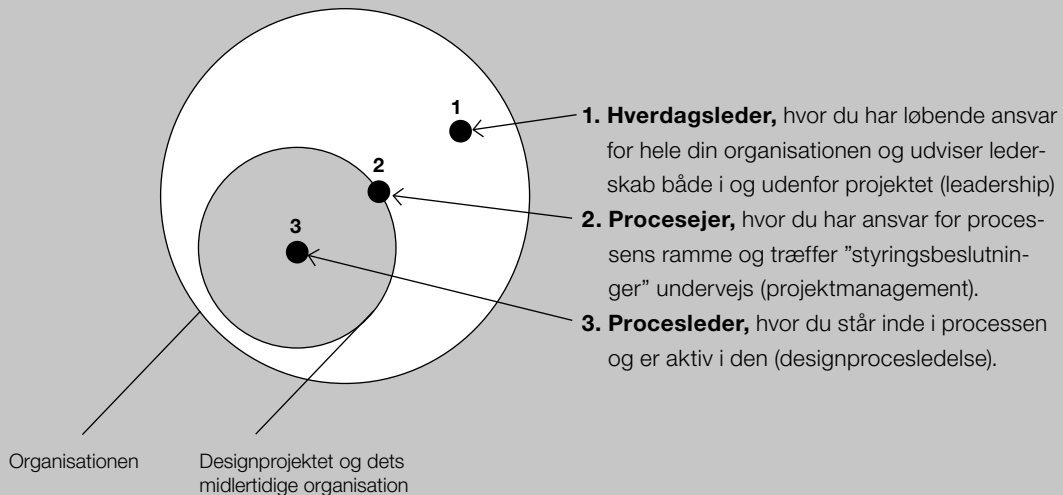 1
2
3
1. Hverdagsleder, hvor du har løbende ansvar
for hele din organisationen og udviser leder-
skab både i og udenfor projektet (leadership)
2. Procesejer, hvor du har ansvar for proces-
sens ramme og træffer ”styringsbeslutnin-
ger” undervejs (projektmanagement).
3. Procesleder, hvor du står inde i processen
og er aktiv i den (designprocesledelse).
Organisationen
Designprojektet og dets
midlertidige organisation